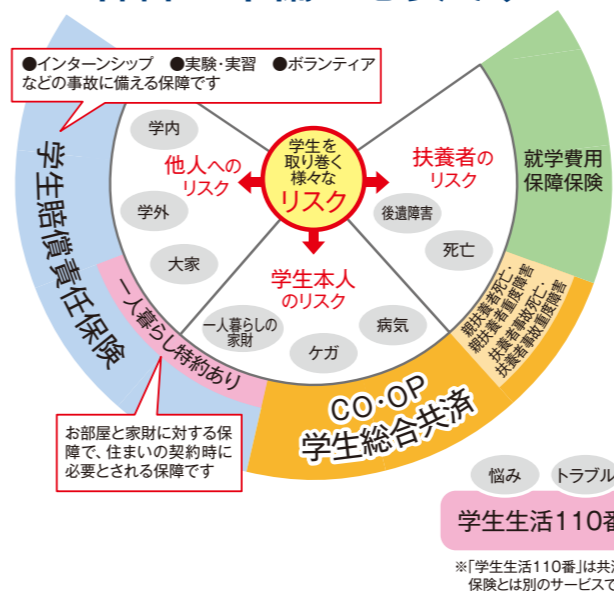 ●インターンシップ ●実験・実習 ●ボランティア
などの事故に備える保障です
学生を
取り巻く
様々な
リスク
他人への
リスク
学内
学外
大家
扶養者の
リスク
後遺障害
死亡
学生本人
のリスク
一人暮らしの
家財
ケガ
病気
学生賠償責任保険
一人暮らし特約あり
お部屋と家財に対する保
障で、住まいの契約時に
必要とされる保障です
CO・OP
学生総合共済
就学費用
保障保険
親扶養者死亡・
親扶養者重度障害
扶養者事故死亡・
扶養者事故重度障害
悩み
トラブル
学生生活110番
※「学生生活110番」は共済
保険とは別のサービスで